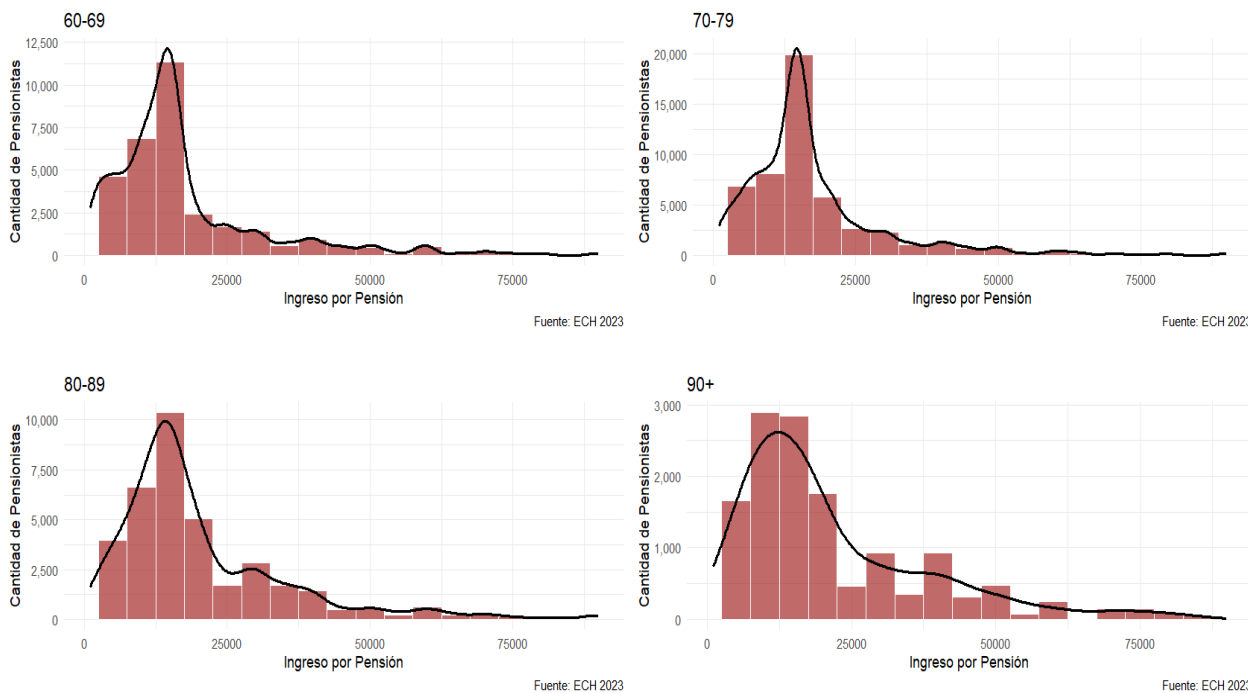 60-69
Cantidad de Pensionistas
12,500
10,000
7,500
5,000
2,500
0
0 25000 50000 75000
Ingreso por Pensión
Fuente: ECH 2023
70-79
Cantidad de Pensionistas
20,000
15,000
10,000
5,000
0
0 25000 50000 75000
Ingreso por Pensión
Fuente: ECH 2023
80-89
Cantidad de Pensionistas
10,000
7,500
5,000
2,500
0
0 25000 50000 75000
Ingreso por Pensión
Fuente: ECH 2023
90+
Cantidad de Pensionistas
3,000
2,000
1,000
0
0 25000 50000 75000
Ingreso por Pensión
Fuente: ECH 2023